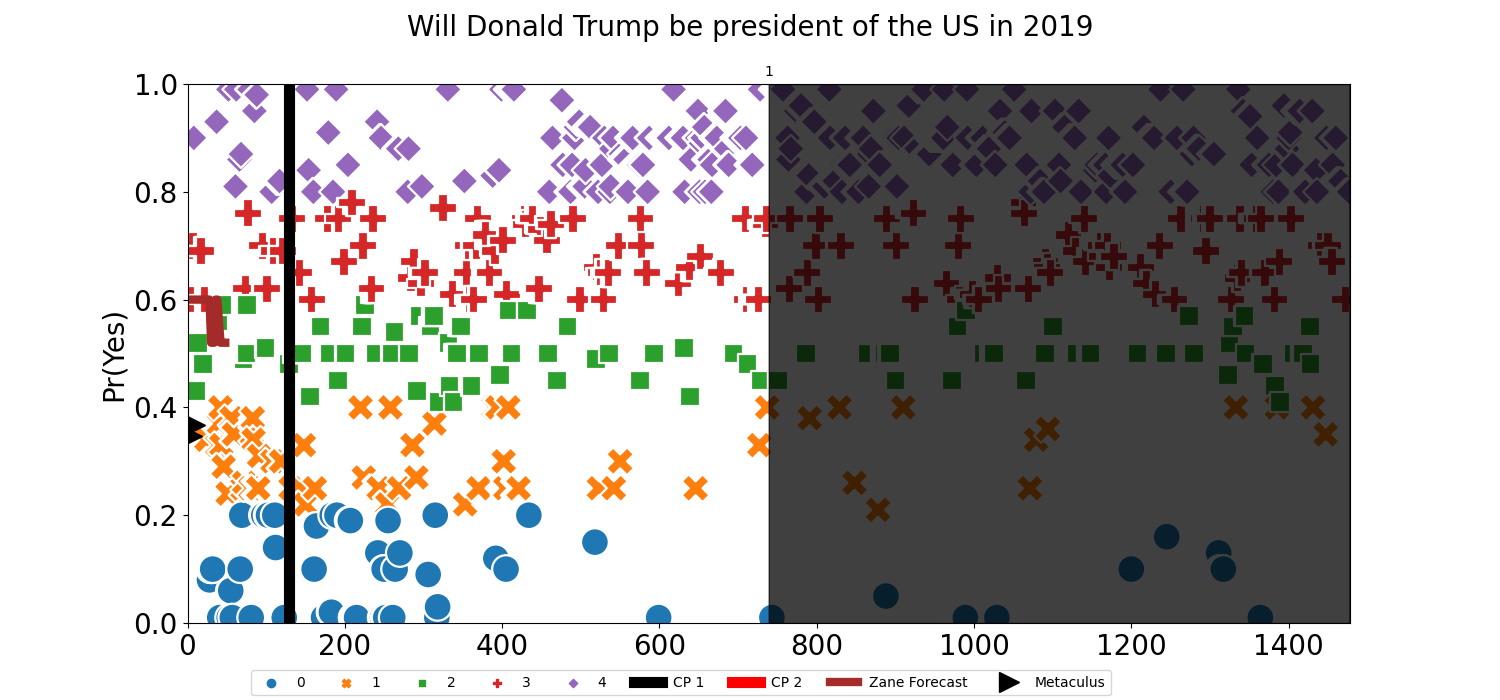 Will Donald Trump be president of the US in 2019
1
1.0
0.8
0.6
0.4
0.2
0.0
Pr(Yes)
0 200 400 600 800 1000 1200 1400
0 1 2 3 4 CP 1 CP 2 Zane Forecast Metaculus